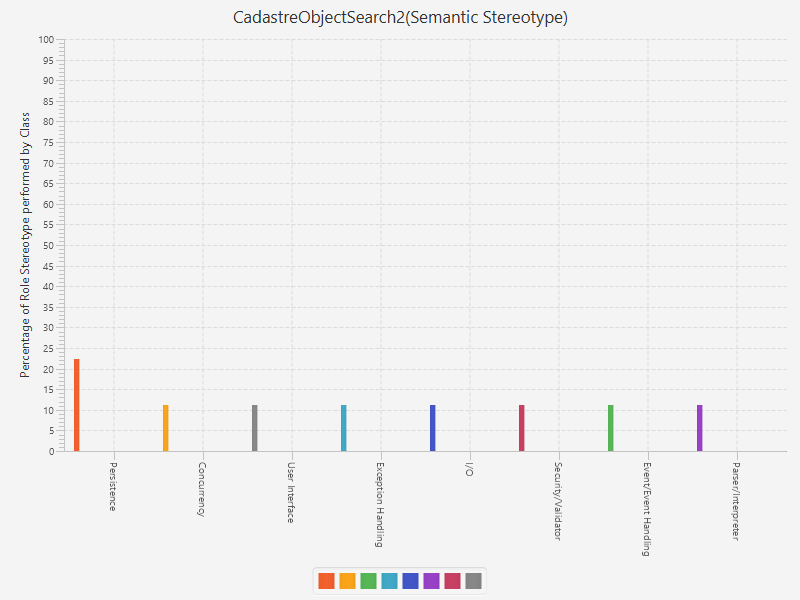 CadastreObjectSearch2(Semantic Stereotype)
Percentage of Role Stereotype performed by Class
100
95
90
85
80
75
70
65
60
55
50
45
40
35
30
25
20
15
10
5
0
Persistence
Concurrency
User Interface
Exception Handling
I/O
Security/Validator
Event/Event Handling
Parser/Interpreter